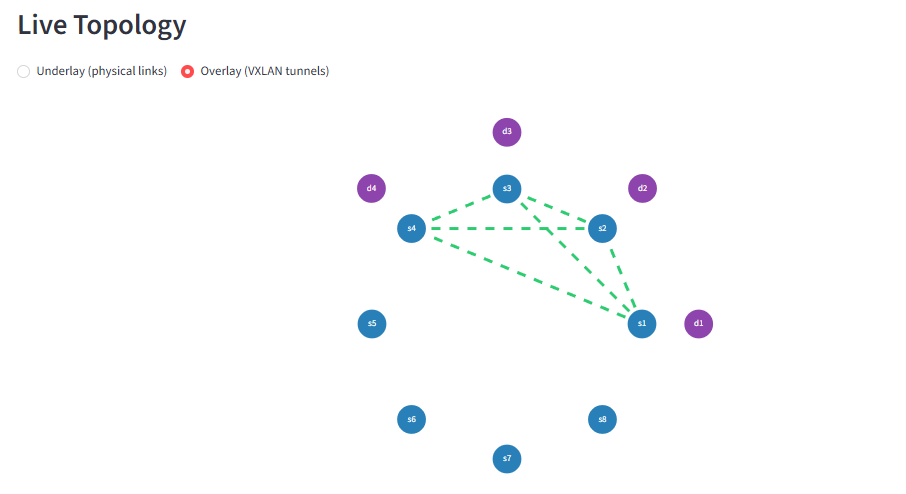 Live Topology
Underlay (physical links) Overlay (VXLAN tunnels)
d3
d4 s3 d2
s4 s2
s5 s1 d1
s6 s8
s7